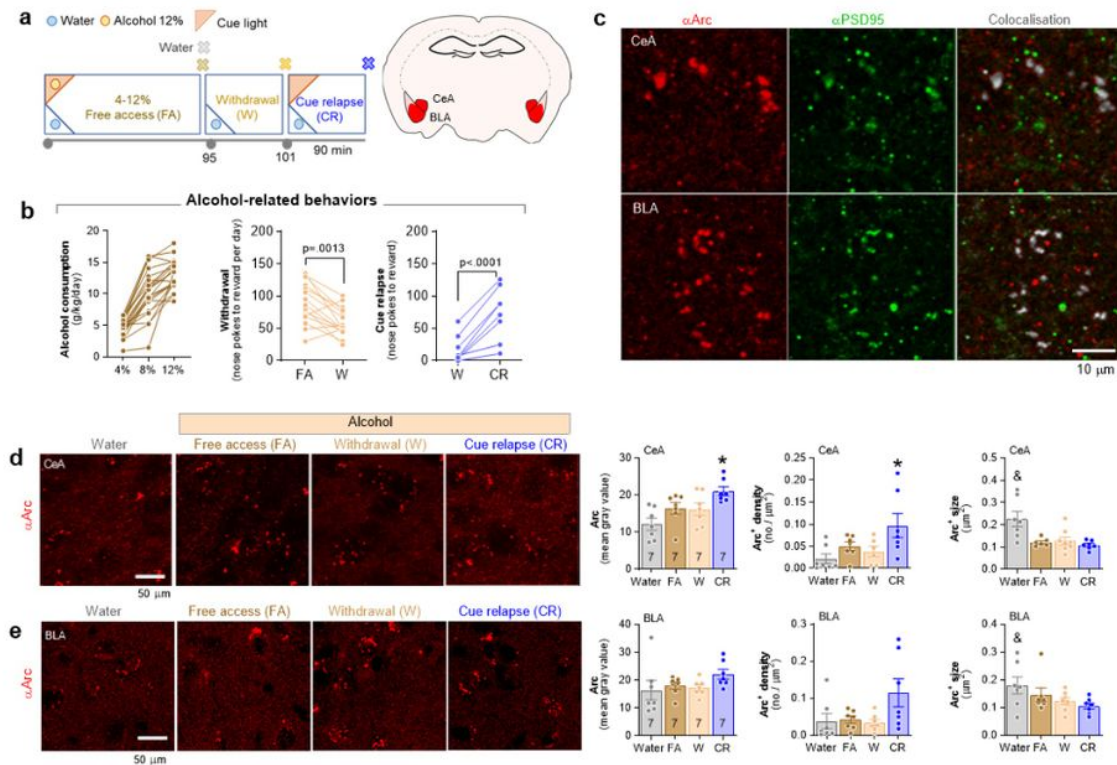 a
Water Alcohol 12% Cue light
Water
4-12%
Free access (FA)
Withdrawal
(W)
Cue relapse
(CR)
95 101 90 min
CeA
BLA
b
Alcohol-related behaviors
Alcohol consumption
(g/kg/day)
20
15
10
5
0
4% 8% 12%
Withdrawal
(nose pokes to reward per day)
p=.0013
200
150
100
50
0
FA W
Cue relapse
(nose pokes to reward)
p<.0001
200
150
100
50
0
W CR
c
αArc αPSD95 Colocalisation
CeA
BLA
10 μm
Alcohol
Water Free access (FA) Withdrawal (W) Cue relapse (CR)
d
αArc
CeA
50 μm
CeA
Arc
(mean gray value)
30
20
10
0
*
7 7 7 7
Water FA W CR
CeA
Arc⁺ density
(no./ μm²)
0.25
0.20
0.15
0.10
0.05
0.00
*
Water FA W CR
CeA
Arc⁺ size
(μm²)
0.5
0.4
0.3
0.2
0.1
0.0
&
Water FA W CR
Water Free access (FA) Withdrawal (W) Cue relapse (CR)
e
αArc
BLA
50 μm
BLA
Arc
(mean gray value)
40
30
20
10
0
7 7 7 7
Water FA W CR
BLA
Arc⁺ density
(no./ μm²)
0.3
0.2
0.1
0.0
Water FA W CR
BLA
Arc⁺ size
(μm²)
0.4
0.3
0.2
0.1
0.0
&
Water FA W CR